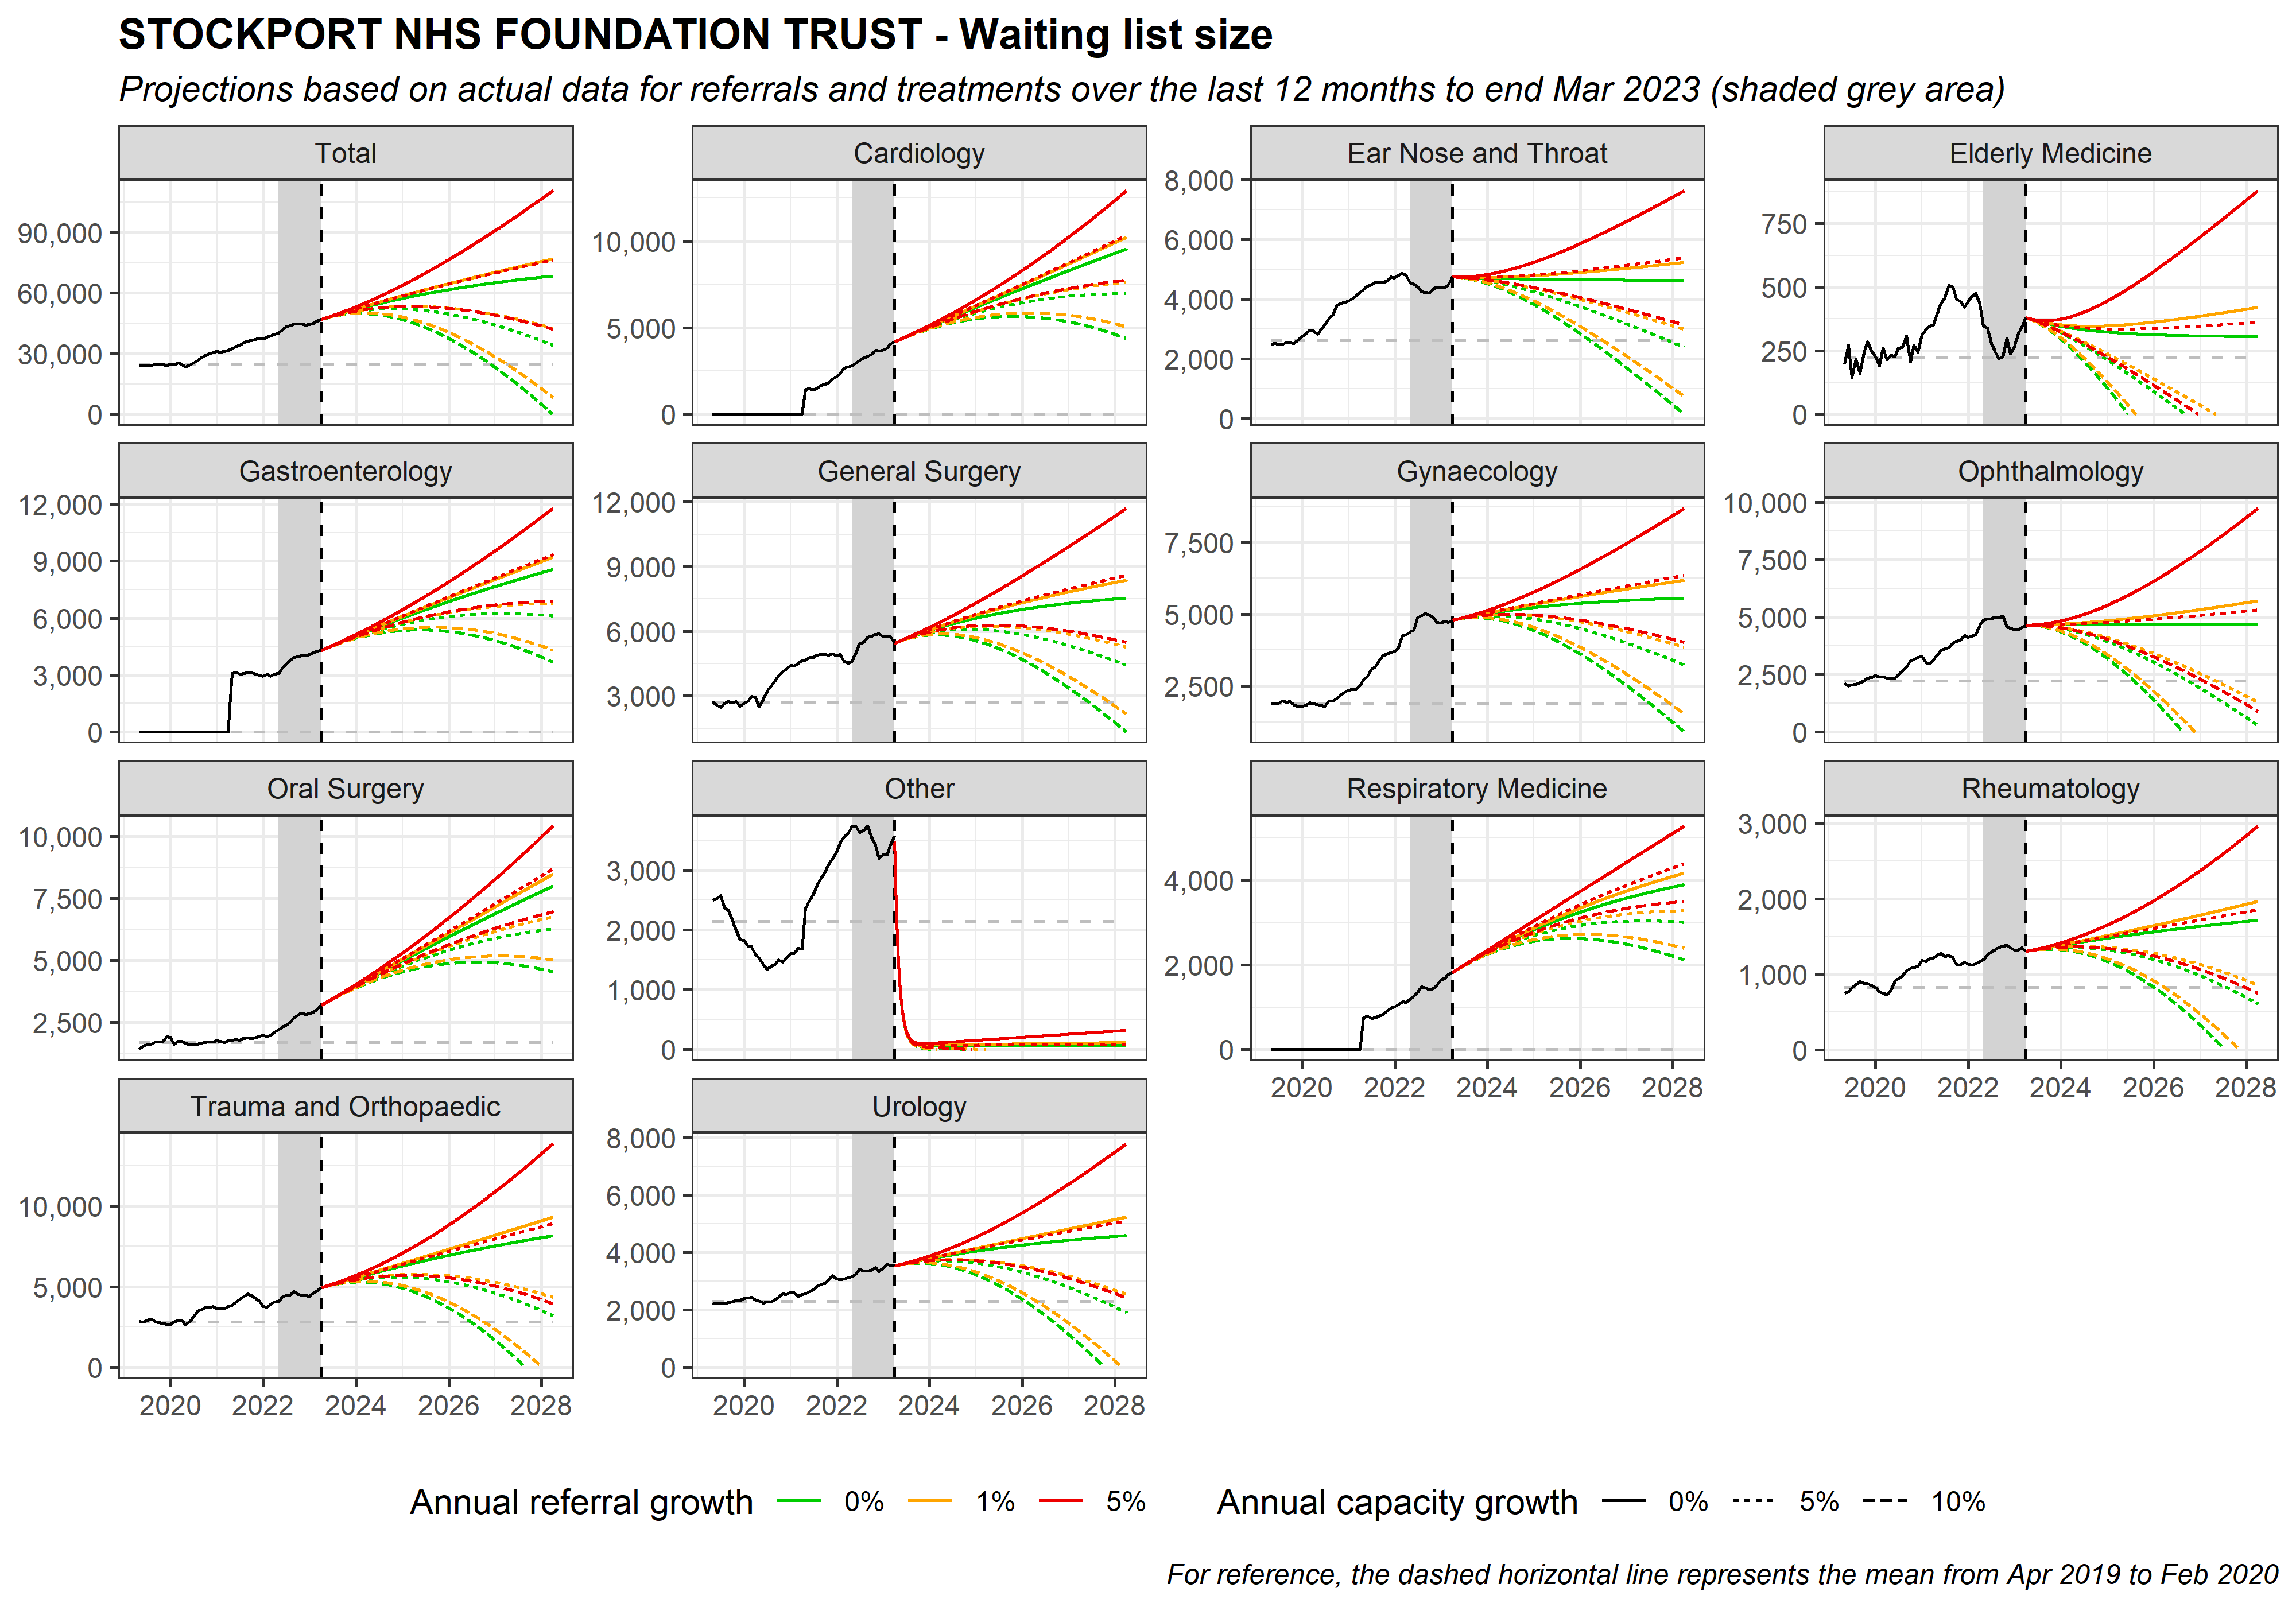 STOCKPORT NHS FOUNDATION TRUST - Waiting list size
Projections based on actual data for referrals and treatments over the last 12 months to end Mar 2023 (shaded grey area)
Total
90,000
60,000
30,000
0
Cardiology
10,000
5,000
0
Ear Nose and Throat
8,000
6,000
4,000
2,000
0
Elderly Medicine
750
500
250
0
Gastroenterology
12,000
9,000
6,000
3,000
0
General Surgery
12,000
9,000
6,000
3,000
Gynaecology
7,500
5,000
2,500
Ophthalmology
10,000
7,500
5,000
2,500
0
Oral Surgery
10,000
7,500
5,000
2,500
Other
3,000
2,000
1,000
0
Respiratory Medicine
4,000
2,000
0
2020 2022 2024 2026 2028
Rheumatology
3,000
2,000
1,000
0
2020 2022 2024 2026 2028
Trauma and Orthopaedic
10,000
5,000
0
2020 2022 2024 2026 2028
Urology
8,000
6,000
4,000
2,000
0
2020 2022 2024 2026 2028
Annual referral growth 0% 1% 5%
Annual capacity growth 0% 5% 10%
For reference, the dashed horizontal line represents the mean from Apr 2019 to Feb 2020